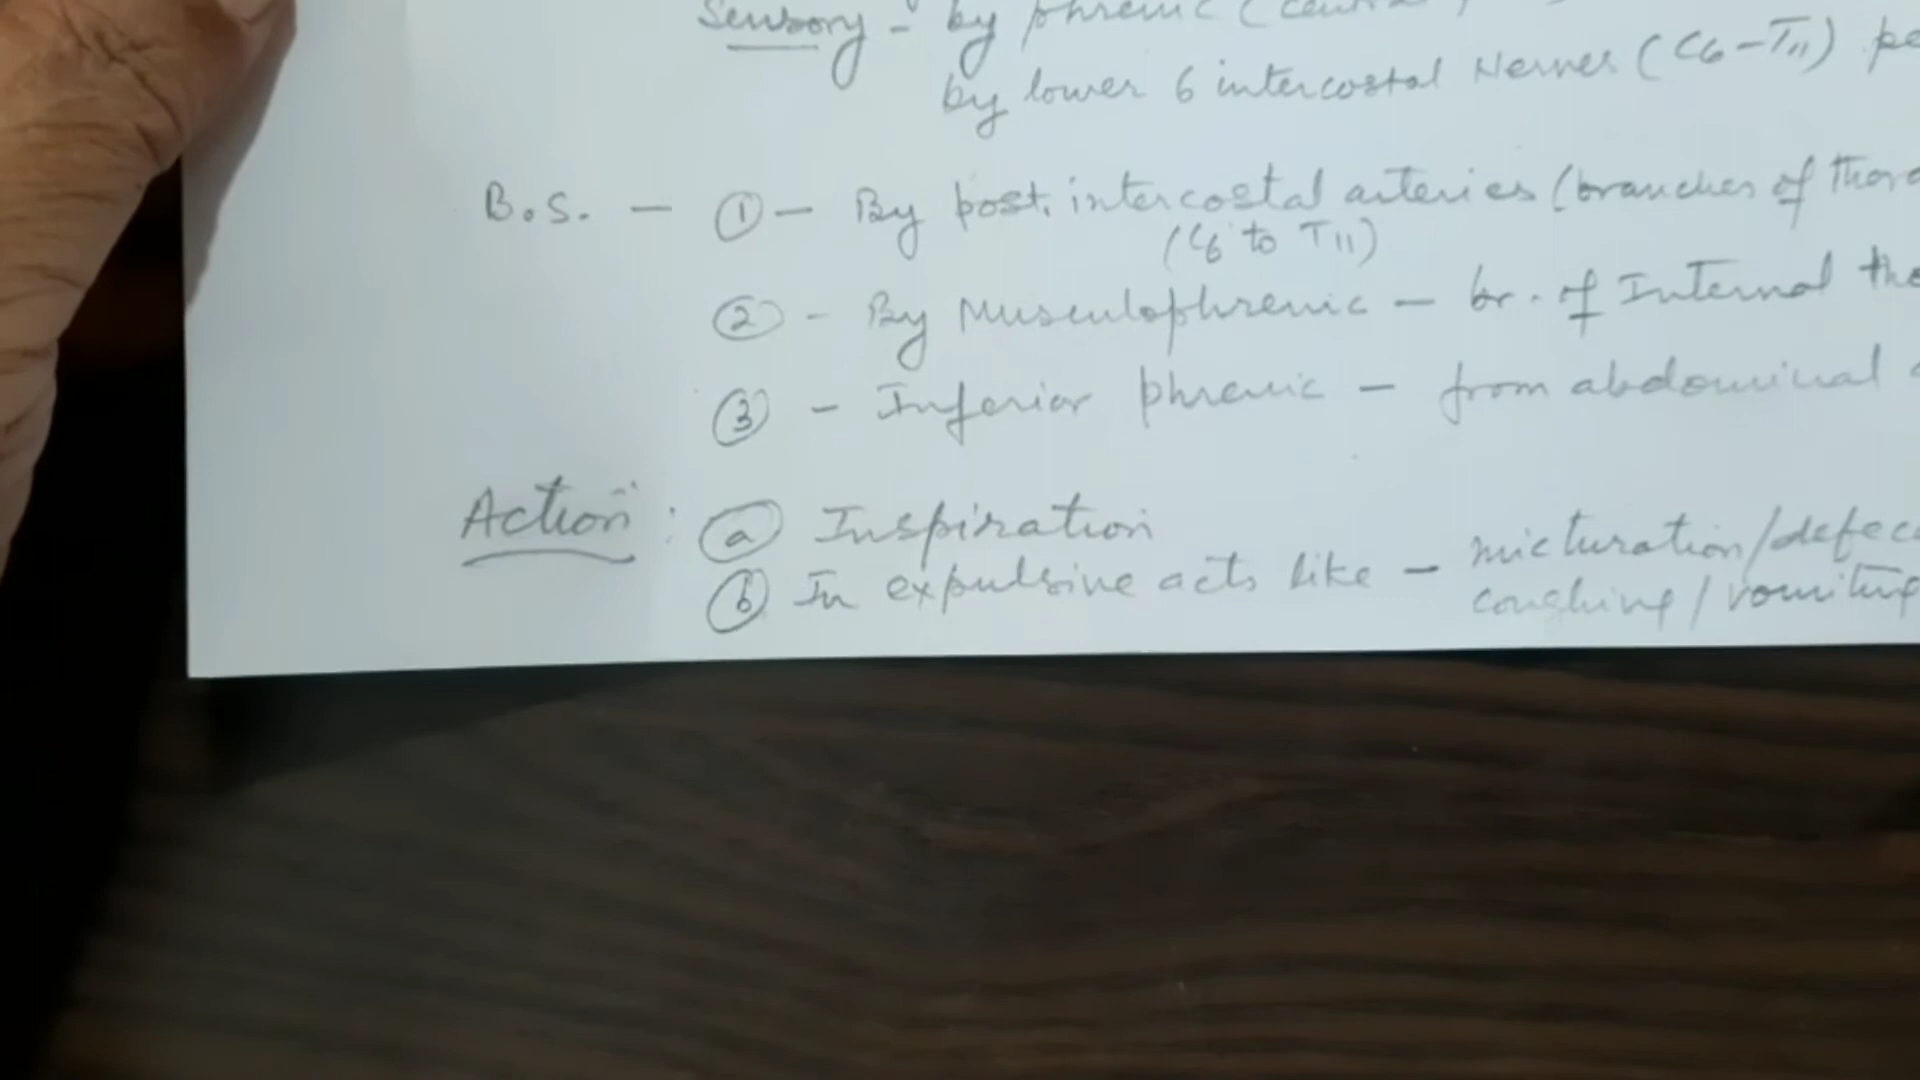 Sensory - by phrenic (central)
by lower 6 intercostal Nerves (C6-T11)
B.S. - ① - By post. intercostal arteries (branches of
(C6 to T11)
② - By Musculophrenic - br. of Internal
③ - Inferior phrenic - from abdominal
Action : ⓐ Inspiration
ⓑ In expulsive acts like - micturation/defec
coughing/vomiting